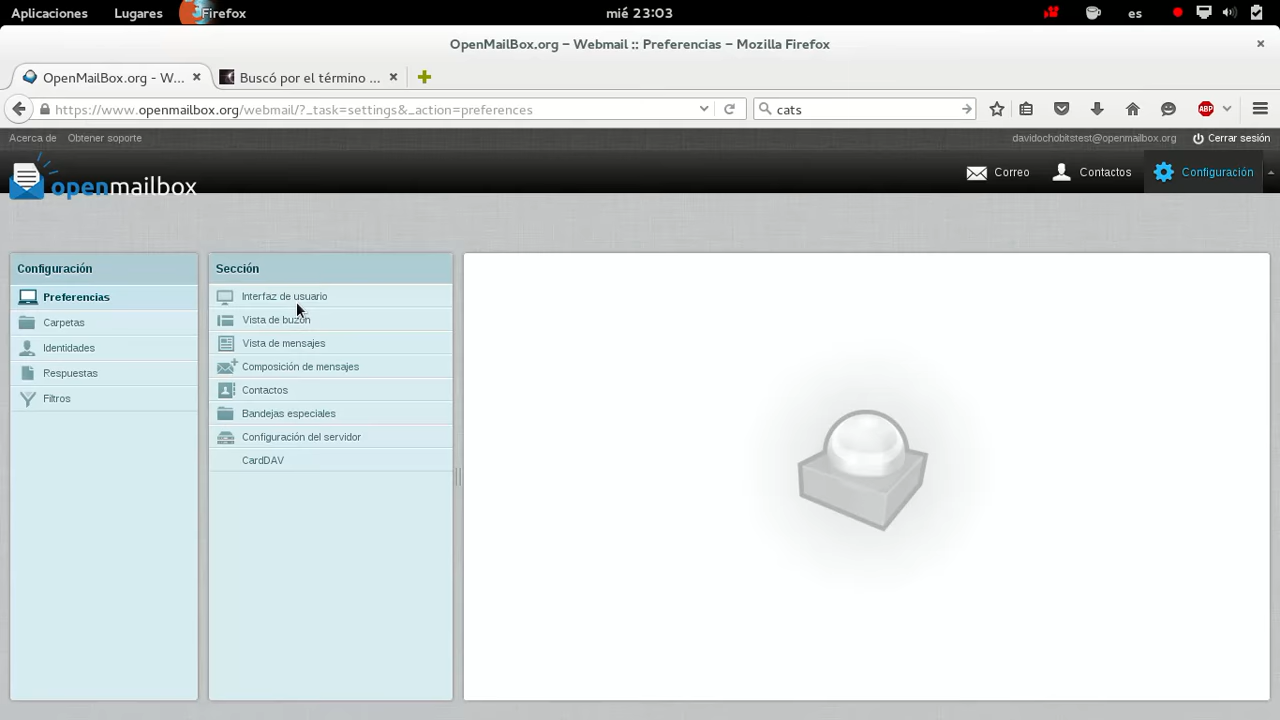 Aplicaciones Lugares Firefox mié 23:03 es
OpenMailBox.org – Webmail :: Preferencias – Mozilla Firefox
OpenMailBox.org - W... Buscó por el término ...
https://www.openmailbox.org/webmail/?_task=settings&_action=preferences cats ABP
Acerca de Obtener soporte davidochobitstest@openmailbox.org Cerrar sesión
openmailbox Correo Contactos Configuración
Configuración
Preferencias
Carpetas
Identidades
Respuestas
Filtros
Sección
Interfaz de usuario
Vista de buzón
Vista de mensajes
Composición de mensajes
Contactos
Bandejas especiales
Configuración del servidor
CardDAV